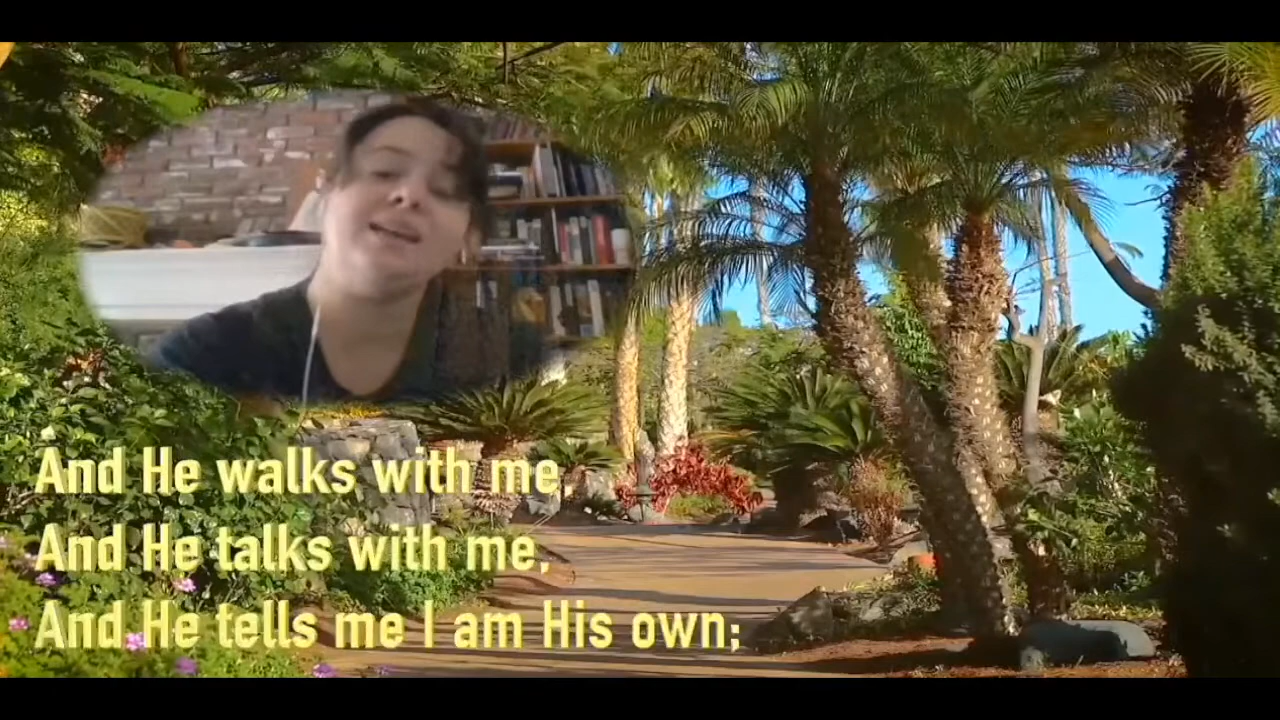 And He walks with me,
And He talks with me,
And He tells me I am His own;